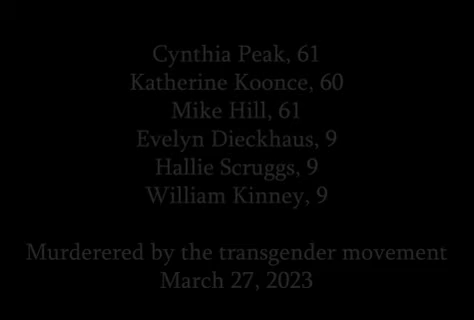 Cynthia Peak, 61
Katherine Koonce, 60
Mike Hill, 61
Evelyn Dieckhaus, 9
Hallie Scruggs, 9
William Kinney, 9
Murderered by the transgender movement
March 27, 2023